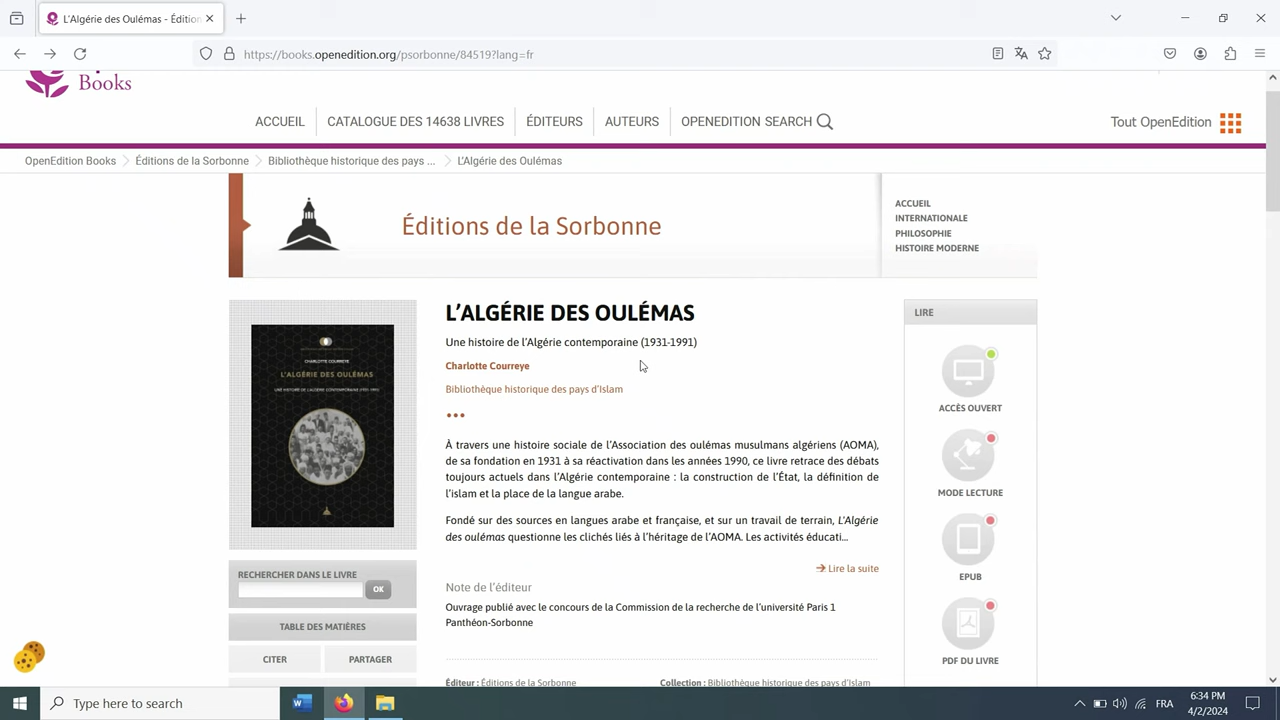 L'Algérie des Oulémas - Édition
https://books.openedition.org/psorbonne/84519?lang=fr
Books
ACCUEIL
CATALOGUE DES 14638 LIVRES
ÉDITEURS
AUTEURS
OPENEDITION SEARCH
Tout OpenEdition
OpenEdition Books
Éditions de la Sorbonne
Bibliothèque historique des pays ...
L'Algérie des Oulémas
Éditions de la Sorbonne
ACCUEIL
INTERNATIONALE
PHILOSOPHIE
HISTOIRE MODERNE
CHARLOTTE COURREYE
L'ALGÉRIE DES OULÉMAS
UNE HISTOIRE DE L'ALGÉRIE CONTEMPORAINE (1931-1991)
RECHERCHER DANS LE LIVRE
OK
TABLE DES MATIÈRES
CITER
PARTAGER
L'ALGÉRIE DES OULÉMAS
Une histoire de l'Algérie contemporaine (1931-1991)
Charlotte Courreye
Bibliothèque historique des pays d'Islam
•••
À travers une histoire sociale de l'Association des oulémas musulmans algériens (AOMA),
de sa fondation en 1931 à sa réactivation dans les années 1990, ce livre retrace des débats
toujours actuels dans l'Algérie contemporaine : la construction de l'État, la définition de
l'islam et la place de la langue arabe.
Fondé sur des sources en langues arabe et française, et sur un travail de terrain, L'Algérie
des oulémas questionne les clichés liés à l'héritage de l'AOMA. Les activités éducati...
Lire la suite
Note de l'éditeur
Ouvrage publié avec le concours de la Commission de la recherche de l'université Paris 1
Panthéon-Sorbonne
Éditeur : Éditions de la Sorbonne
Collection : Bibliothèque historique des pays d'Islam
LIRE
ACCÈS OUVERT
MODE LECTURE
EPUB
PDF DU LIVRE
Type here to search
FRA
6:34 PM
4/2/2024